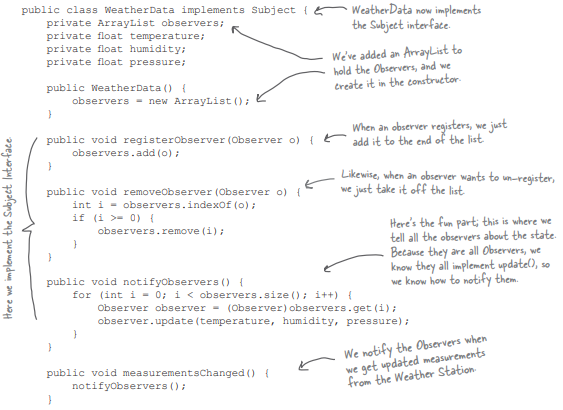 public class WeatherData implements Subject {
WeatherData now implements
the Subject interface.
private ArrayList observers;
private float temperature;
private float humidity;
private float pressure;
We've added an ArrayList to
hold the Observers, and we
create it in the constructor.
public WeatherData() {
observers = new ArrayList();
}
Here we implement the Subject Interface
public void registerObserver(Observer o) {
observers.add(o);
}
When an observer registers, we just
add it to the end of the list.
public void removeObserver(Observer o) {
int i = observers.indexOf(o);
if (i >= 0) {
observers.remove(i);
}
}
Likewise, when an observer wants to un-register,
we just take it off the list.
Here's the fun part; this is where we
tell all the observers about the state.
Because they are all Observers, we
know they all implement update(), so
we know how to notify them.
public void notifyObservers() {
for (int i = 0; i < observers.size(); i++) {
Observer observer = (Observer)observers.get(i);
observer.update(temperature, humidity, pressure);
}
}
We notify the Observers when
we get updated measurements
from the Weather Station.
public void measurementsChanged() {
notifyObservers();
}